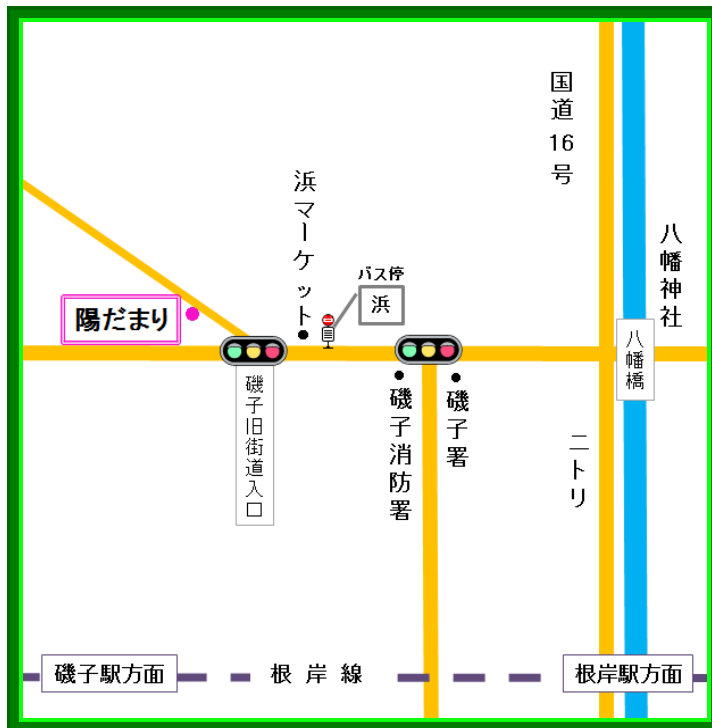 国道16号
浜マーケット
バス停
浜
八幡神社
陽だまり
八幡橋
磯子旧街道入口
磯子消防署
磯子署
ニトリ
磯子駅方面
根岸線
根岸駅方面